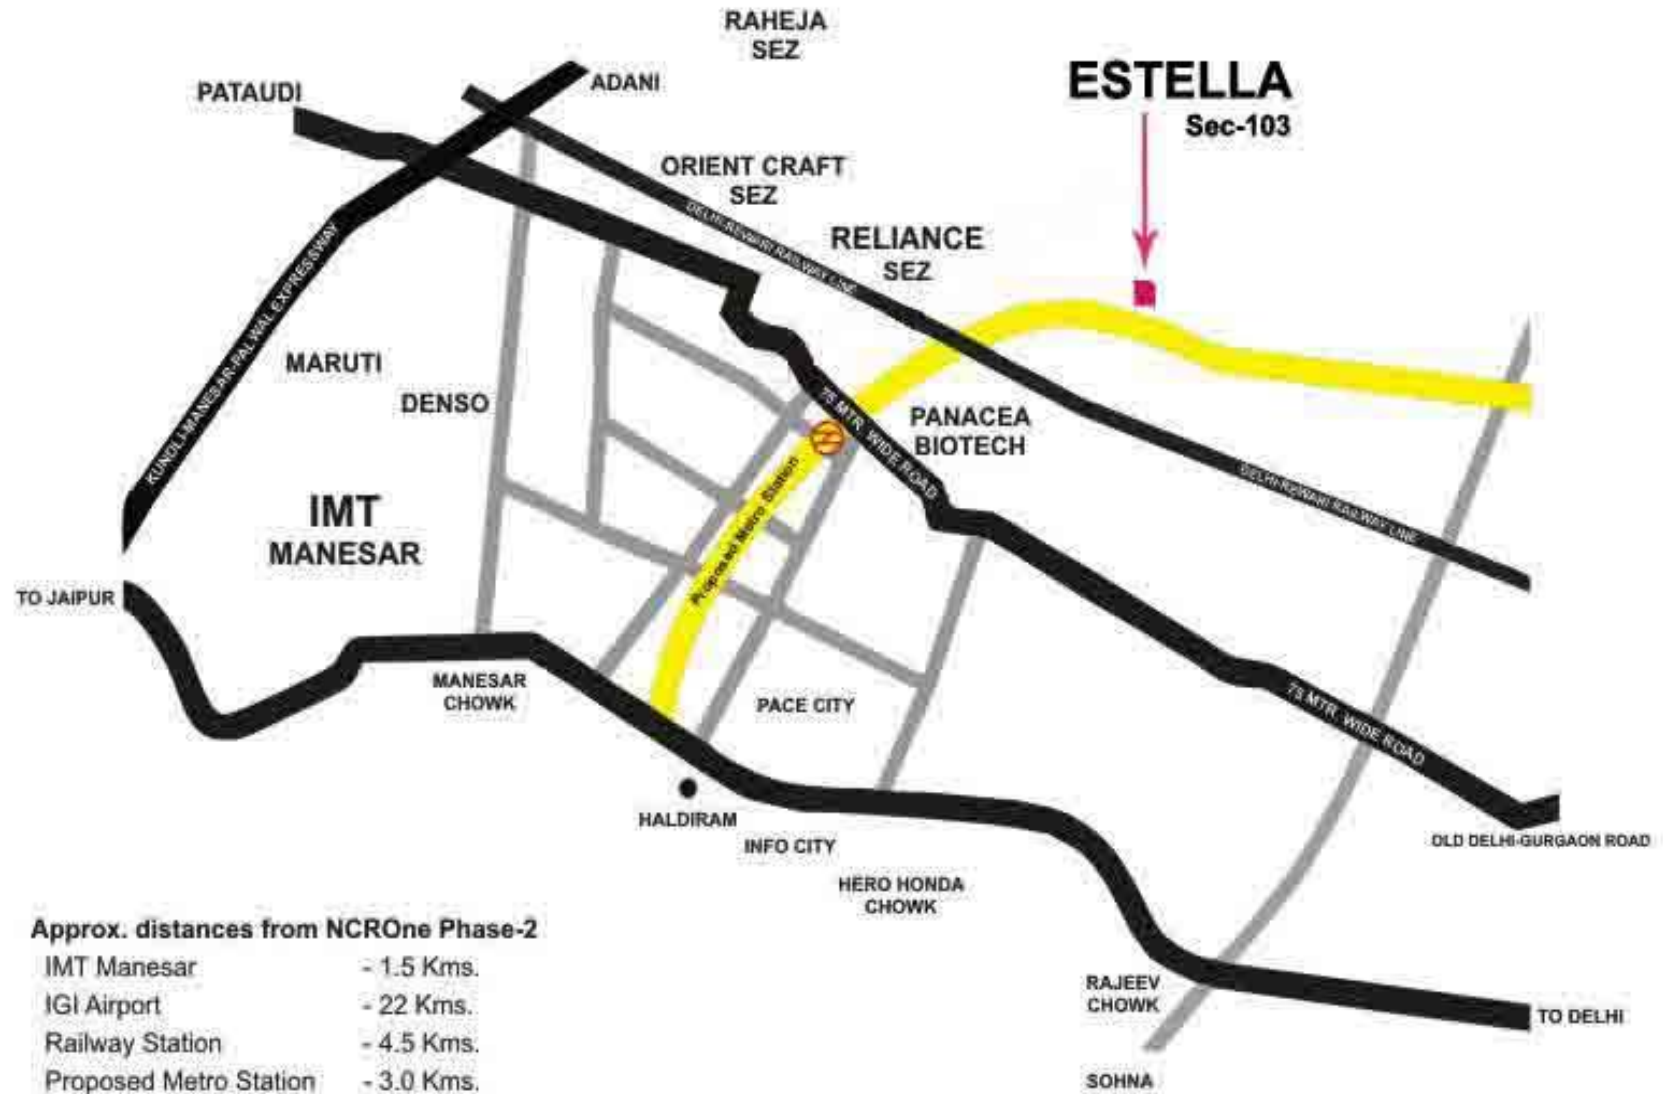 RAHEJA
SEZ
ESTELLA
Sec-103
PATAUDI
ADANI
ORIENT CRAFT
SEZ
DELHI-REWARI RAILWAY LINE
RELIANCE
SEZ
KUNDLI-MANESAR-PALWAL EXPRESSWAY
MARUTI
DENSO
75 MTR. WIDE ROAD
PANACEA
BIOTECH
Proposed Metro Station
DELHI-REWARI RAILWAY LINE
IMT
MANESAR
TO JAIPUR
MANESAR
CHOWK
PACE CITY
75 MTR. WIDE ROAD
HALDIRAM
INFO CITY
OLD DELHI-GURGAON ROAD
HERO HONDA
CHOWK
RAJEEV
CHOWK
TO DELHI
SOHNA
Approx. distances from NCROne Phase-2
IMT Manesar - 1.5 Kms.
IGI Airport - 22 Kms.
Railway Station - 4.5 Kms.
Proposed Metro Station - 3.0 Kms.